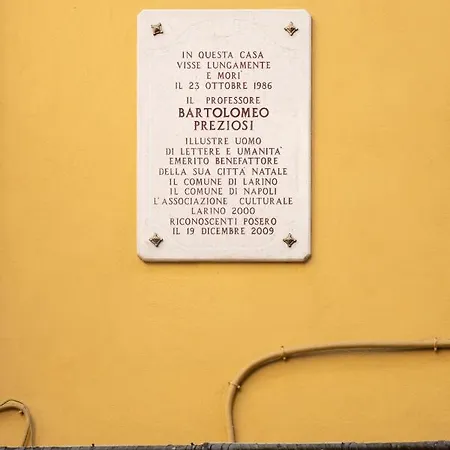 IN QUESTA CASA
VISSE LUNGAMENTE
E MORI'
IL 23 OTTOBRE 1986
IL PROFESSORE
BARTOLOMEO
PREZIOSI
ILLUSTRE UOMO
DI LETTERE E UMANITA'
EMERITO BENEFATTORE
DELLA SUA CITTA' NATALE
IL COMUNE DI LARINO
IL COMUNE DI NAPOLI
L'ASSOCIAZIONE CULTURALE
LARINO 2000
RICONOSCENTI POSERO
IL 19 DICEMBRE 2009